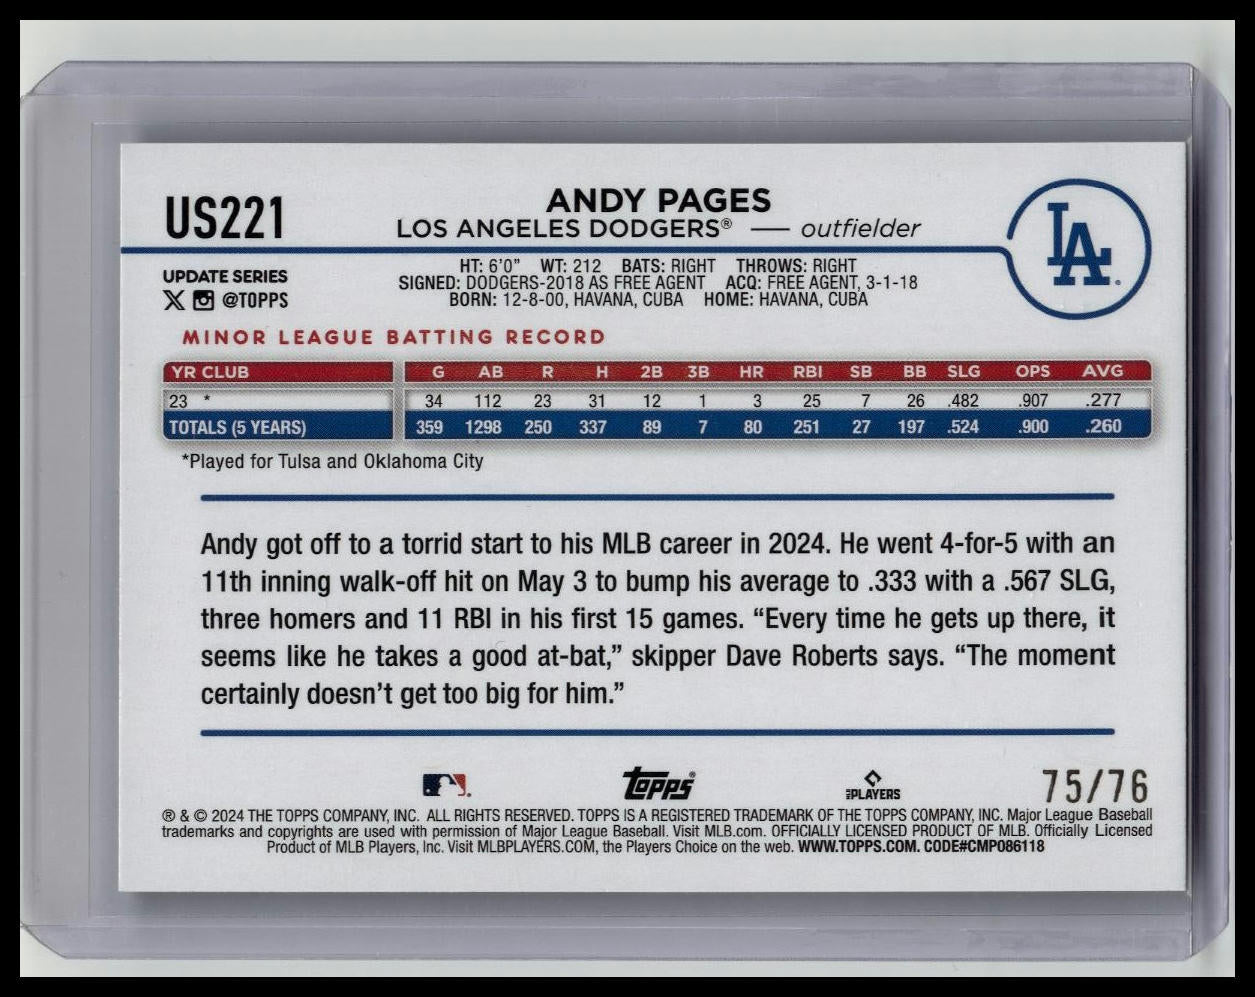 US221
ANDY PAGES
LOS ANGELES DODGERS® — outfielder
LA
UPDATE SERIES
@TOPPS
HT: 6'0" WT: 212 BATS: RIGHT THROWS: RIGHT
SIGNED: DODGERS-2018 AS FREE AGENT ACQ: FREE AGENT, 3-1-18
BORN: 12-8-00, HAVANA, CUBA HOME: HAVANA, CUBA
MINOR LEAGUE BATTING RECORD
YR CLUB G AB R H 2B 3B HR RBI SB BB SLG OPS AVG
23 * 34 112 23 31 12 1 3 25 7 26 .482 .907 .277
TOTALS (5 YEARS) 359 1298 250 337 89 7 80 251 27 197 .524 .900 .260
*Played for Tulsa and Oklahoma City
Andy got off to a torrid start to his MLB career in 2024. He went 4-for-5 with an
11th inning walk-off hit on May 3 to bump his average to .333 with a .567 SLG,
three homers and 11 RBI in his first 15 games. “Every time he gets up there, it
seems like he takes a good at-bat,” skipper Dave Roberts says. “The moment
certainly doesn’t get too big for him.”
topps® PLAYERS 75/76
® & © 2024 THE TOPPS COMPANY, INC. ALL RIGHTS RESERVED. TOPPS IS A REGISTERED TRADEMARK OF THE TOPPS COMPANY, INC. Major League Baseball
trademarks and copyrights are used with permission of Major League Baseball. Visit MLB.com. OFFICIALLY LICENSED PRODUCT OF MLB. Officially Licensed
Product of MLB Players, Inc. Visit MLBPLAYERS.COM, the Players Choice on the web. WWW.TOPPS.COM. CODE#CMP086118